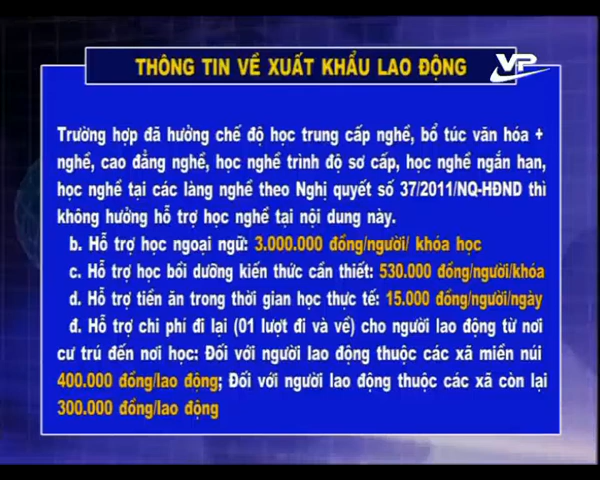 THÔNG TIN VỀ XUẤT KHẨU LAO ĐỘNG
VP
Trường hợp đã hưởng chế độ học trung cấp nghề, bổ túc văn hóa +
nghề, cao đẳng nghề, học nghề trình độ sơ cấp, học nghề ngắn hạn,
học nghề tại các làng nghề theo Nghị quyết số 37/2011/NQ-HĐND thì
không hưởng hỗ trợ học nghề tại nội dung này.
b. Hỗ trợ học ngoại ngữ: 3.000.000 đồng/người/ khóa học
c. Hỗ trợ học bồi dưỡng kiến thức cần thiết: 530.000 đồng/người/khóa
d. Hỗ trợ tiền ăn trong thời gian học thực tế: 15.000 đồng/người/ngày
đ. Hỗ trợ chi phí đi lại (01 lượt đi và về) cho người lao động từ nơi
cư trú đến nơi học: Đối với người lao động thuộc các xã miền núi
400.000 đồng/lao động; Đối với người lao động thuộc các xã còn lại
300.000 đồng/lao động